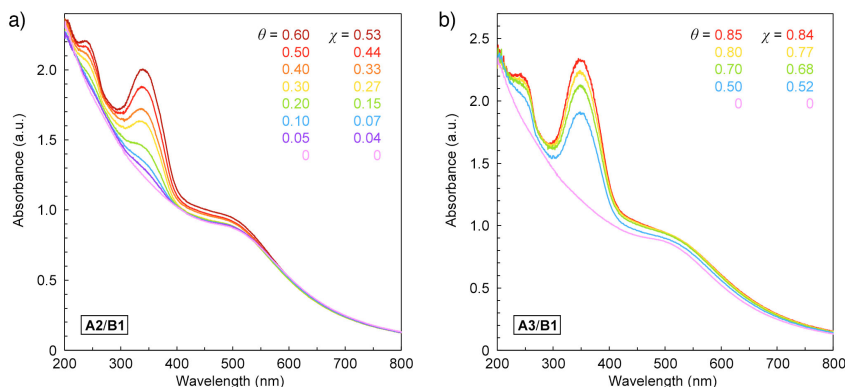 a)
θ = 0.60 χ = 0.53
0.50 0.44
0.40 0.33
0.30 0.27
0.20 0.15
0.10 0.07
0.05 0.04
0 0
2.0
1.5
1.0
0.5
0
Absorbance (a.u.)
A2/B1
200 300 400 500 600 700 800
Wavelength (nm)
b)
θ = 0.85 χ = 0.84
0.80 0.77
0.70 0.68
0.50 0.52
0 0
2.5
2.0
1.5
1.0
0.5
0
Absorbance (a.u.)
A3/B1
200 300 400 500 600 700 800
Wavelength (nm)